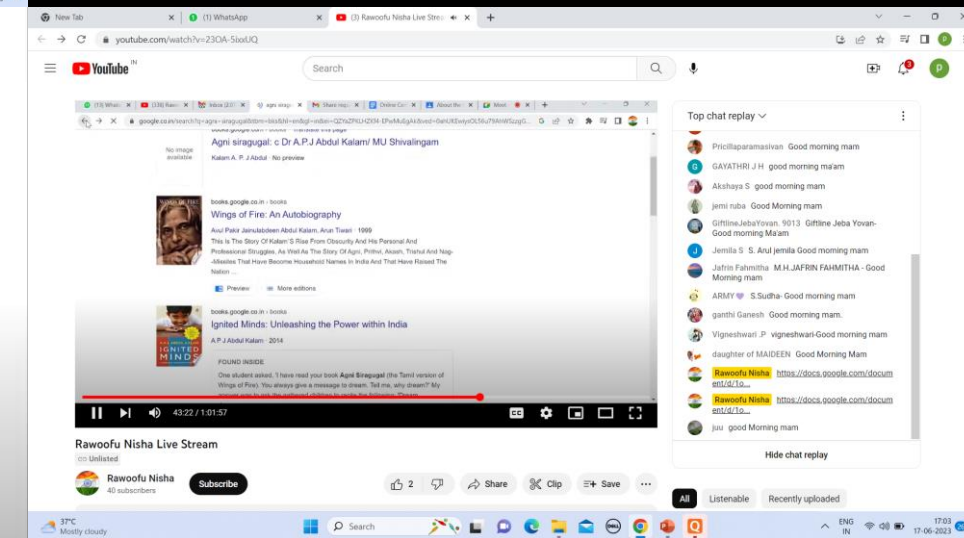 New Tab
(1) WhatsApp
(3) Rawoofu Nisha Live Stre
youtube.com/watch?v=23OA-5ixxUQ
YouTube IN
Search
3
P
Agni siragugal: c Dr A.P.J Abdul Kalam/ MU Shivalingam
Kalam A. P. J Abdul · No preview
No image available
books.google.co.in › books
Wings of Fire: An Autobiography
Avul Pakir Jainulabdeen Abdul Kalam, Arun Tiwari · 1999
This Is The Story Of Kalam'S Rise From Obscurity And His Personal And
Professional Struggles, As Well As The Story Of Agni, Prithvi, Akash, Trishul And Nag-
-Missiles That Have Become Household Names In India And That Have Raised The
Nation ...
Preview
More editions
books.google.co.in › books
Ignited Minds: Unleashing the Power within India
A P J Abdul Kalam · 2014
IGNITED
MINDS
FOUND INSIDE
One student asked, 'I have read your book Agni Siragugal (the Tamil version of
Wings of Fire). You always give a message to dream. Tell me, why dream?' My
43:22 / 1:01:57
CC
Rawoofu Nisha Live Stream
Unlisted
Rawoofu Nisha
40 subscribers
Subscribe
2
Share
Clip
Save
Top chat replay
Pricillaparamasivan Good morning mam
GAYATHRI J H good morning ma'am
Akshaya S good morning mam
jemi ruba Good Morning mam
GiftlineJebaYovan. 9013 Giftline Jeba Yovan-
Good morning Ma'am
Jemila S S. Arul jemila Good morning mam
Jafrin Fahmitha M.H.JAFRIN FAHMITHA - Good
Morning mam
ARMY💜 S.Sudha- Good morning mam
ganthi Ganesh Good morning mam.
Vigneshwari .P vigneshwari-Good morning mam
daughter of MAIDEEN Good Morning Mam
Rawoofu Nisha https://docs.google.com/docum
ent/d/1o...
Rawoofu Nisha https://docs.google.com/docum
ent/d/1o...
juu good Morning mam
Hide chat replay
All
Listenable
Recently uploaded
37°C
Mostly cloudy
Search
ENG
IN
17:03
17-06-2023